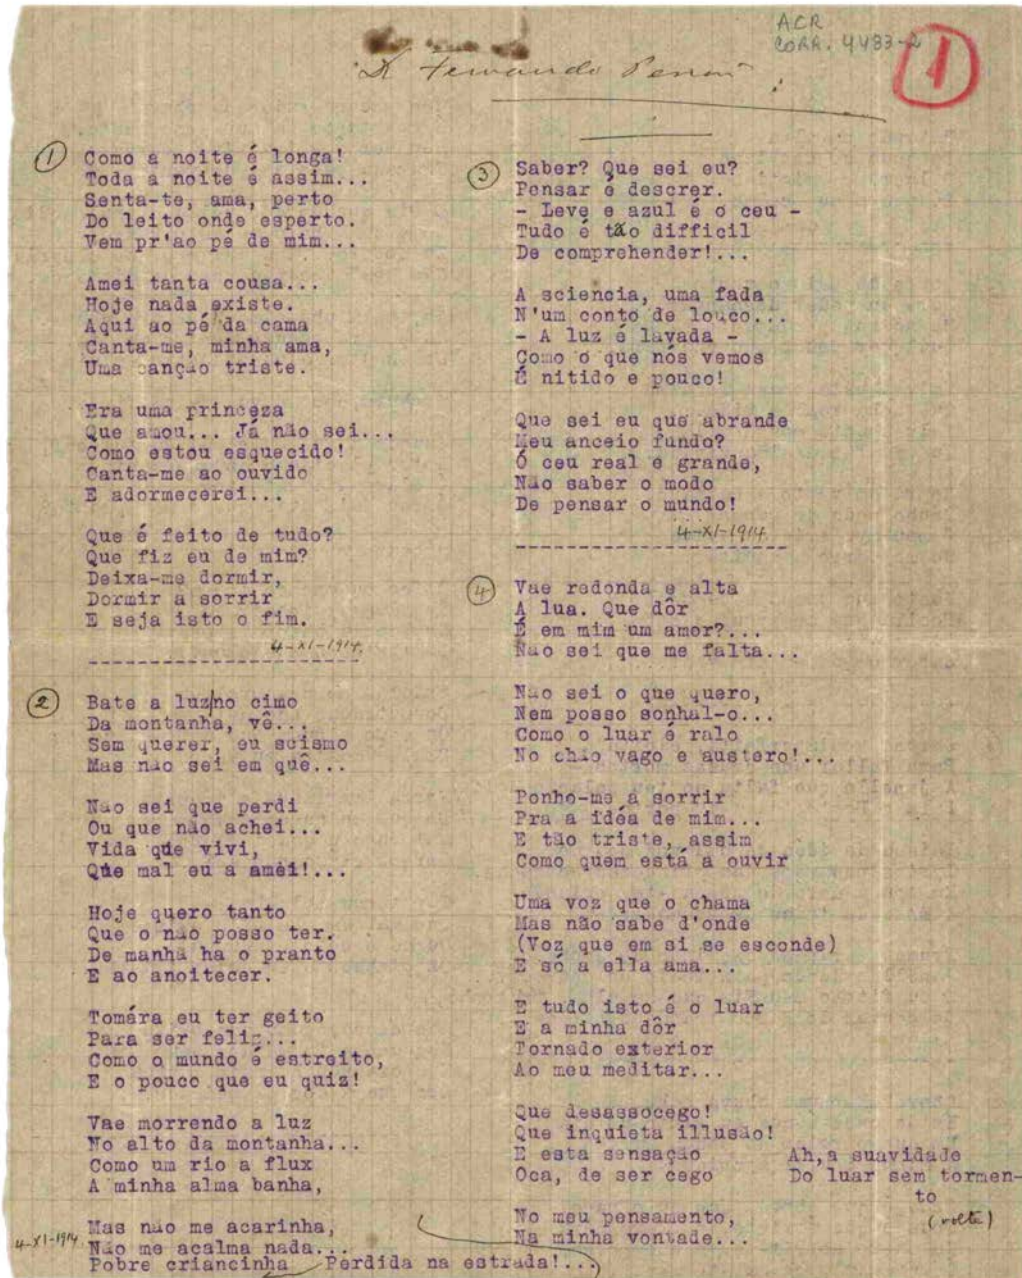 ACR
CORR. 4433-2
1
De Fernando Pessoa
1
Como a noite é longa!
Toda a noite é assim...
Senta-te, ama, perto
Do leito onde esperto.
Vem pr'ao pé de mim...
Amei tanta cousa...
Hoje nada existe.
Aqui ao pé da cama
Canta-me, minha ama,
Uma canção triste.
Era uma princeza
Que amou... Já não sei...
Como estou esquecido!
Canta-me ao ouvido
E adormecerei...
Que é feito de tudo?
Que fiz eu de mim?
Deixa-me dormir,
Dormir a sorrir
E seja isto o fim.
4-XI-1914.
2
Bate a luz/no cimo
Da montanha, vê...
Sem querer, eu scismo
Mas não sei em quê...
Não sei que perdi
Ou que não achei...
Vida que vivi,
Que mal eu a amei!...
Hoje quero tanto
Que o não posso ter.
De manhã ha o pranto
E ao anoitecer.
Tomára eu ter geito
Para ser feliz...
Como o mundo é estreito,
E o pouco que eu quiz!
Vae morrendo a luz
No alto da montanha...
Como um rio a flux
A minha alma banha,
Mas não me acarinha,
4-XI-1914
Não me acalma nada...
Pobre criancinha Perdida na estrada!...
3
Saber? Que sei eu?
Pensar é descrer.
- Leve e azul é o ceu -
Tudo é tão difficil
De comprehender!...
A sciencia, uma fada
N'um conto de louco...
- A luz é lavada -
Como o que nós vemos
É nitido e pouco!
Que sei eu que abrande
Meu anceio fundo?
Ó ceu real e grande,
Não saber o modo
De pensar o mundo!
4-XI-1914
4
Vae redonda e alta
A lua. Que dôr
É em mim um amor?...
Não sei que me falta...
Não sei o que quero,
Nem posso sonhal-o...
Como o luar é ralo
No chão vago e austero!...
Ponho-me a sorrir
Pra a idéa de mim...
E tão triste, assim
Como quem está a ouvir
Uma voz que o chama
Mas não sabe d'onde
(Voz que em si se esconde)
E só a ella ama...
E tudo isto é o luar
E a minha dôr
Tornado exterior
Ao meu meditar...
Que desassocego!
Que inquieta illusão!
E esta sensação
Oca, de ser cego
No meu pensamento,
Na minha vontade...
Ah, a suavidade
Do luar sem tormen-
to
(volte)